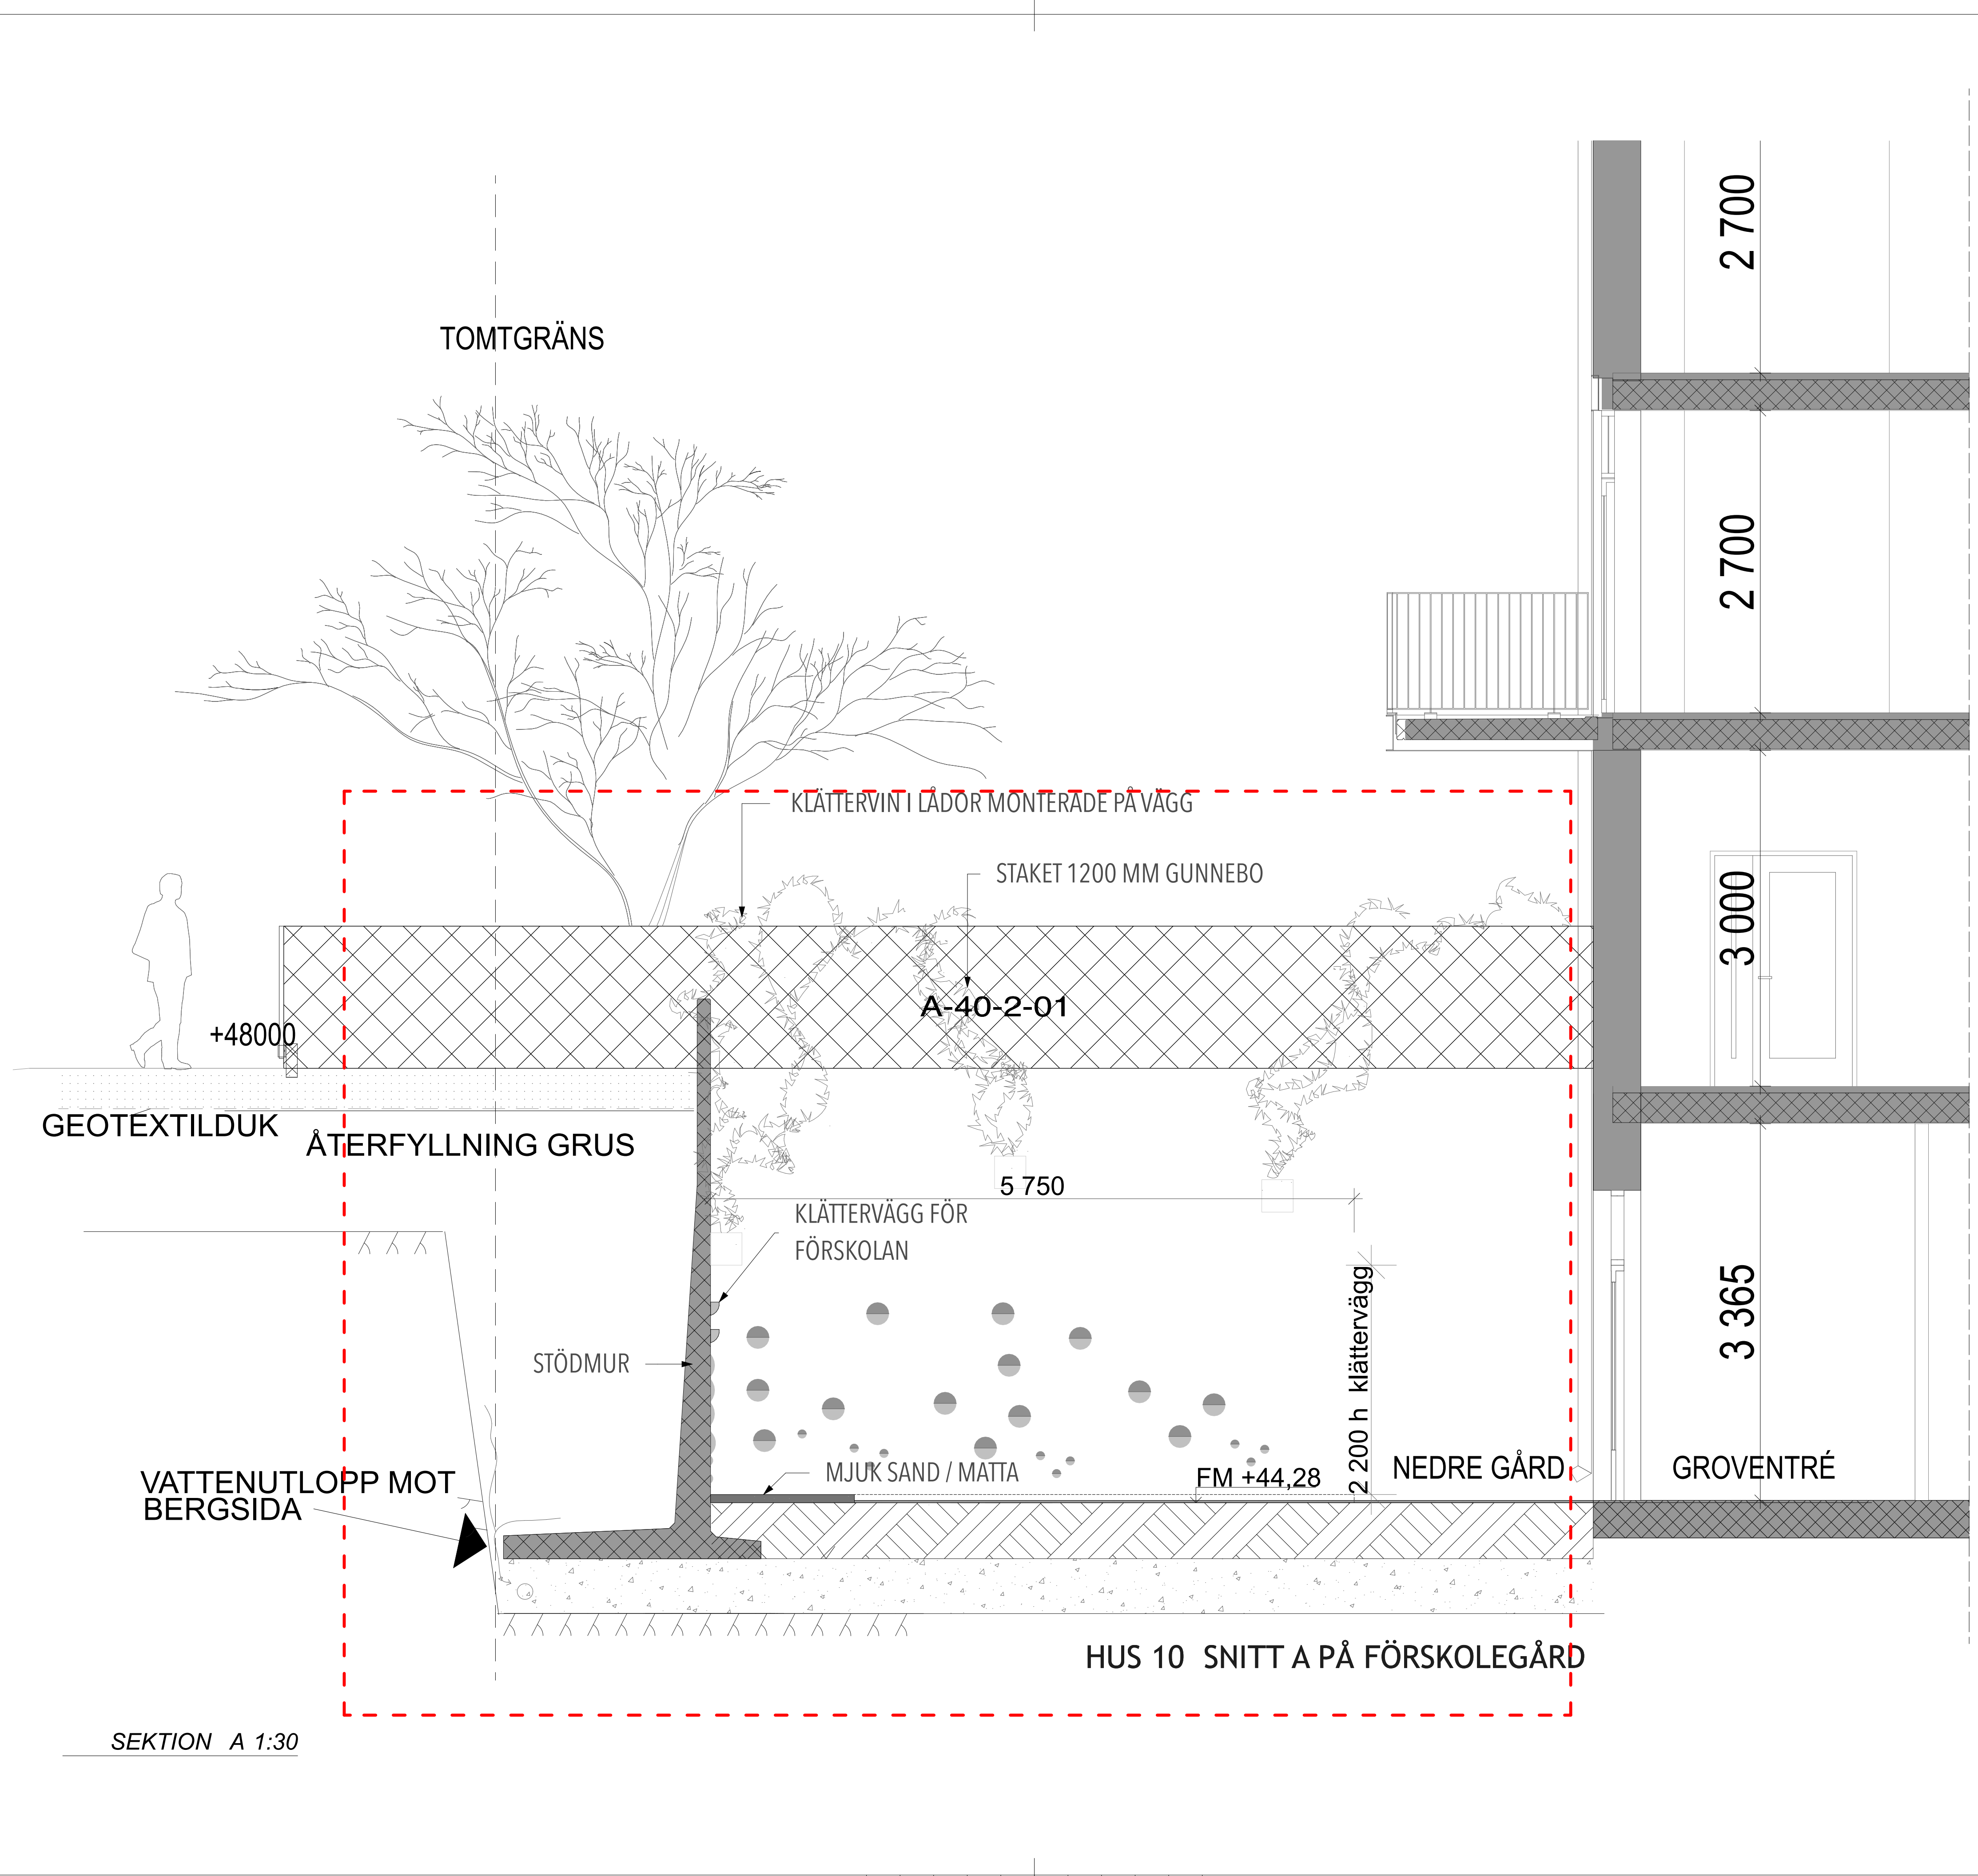 2 700
TOMTGRÄNS
2 700
KLÄTTERVIN I LÅDOR MONTERADE PÅ VÄGG
STAKET 1200 MM GUNNEBO
3 000
A-40-2-01
+48000
GEOTEXTILDUK
ÅTERFYLLNING GRUS
5 750
KLÄTTERVÄGG FÖR
FÖRSKOLAN
2 200 h klättervägg
3 365
STÖDMUR
VATTENUTLOPP MOT
BERGSIDA
MJUK SAND / MATTA
FM +44,28
NEDRE GÅRD
GROVENTRÉ
HUS 10 SNITT A PÅ FÖRSKOLEGÅRD
SEKTION A 1:30